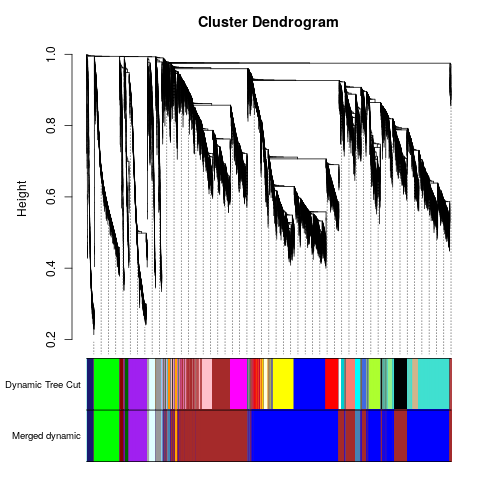 Cluster Dendrogram
Height
1.0
0.8
0.6
0.4
0.2
Dynamic Tree Cut
Merged dynamic